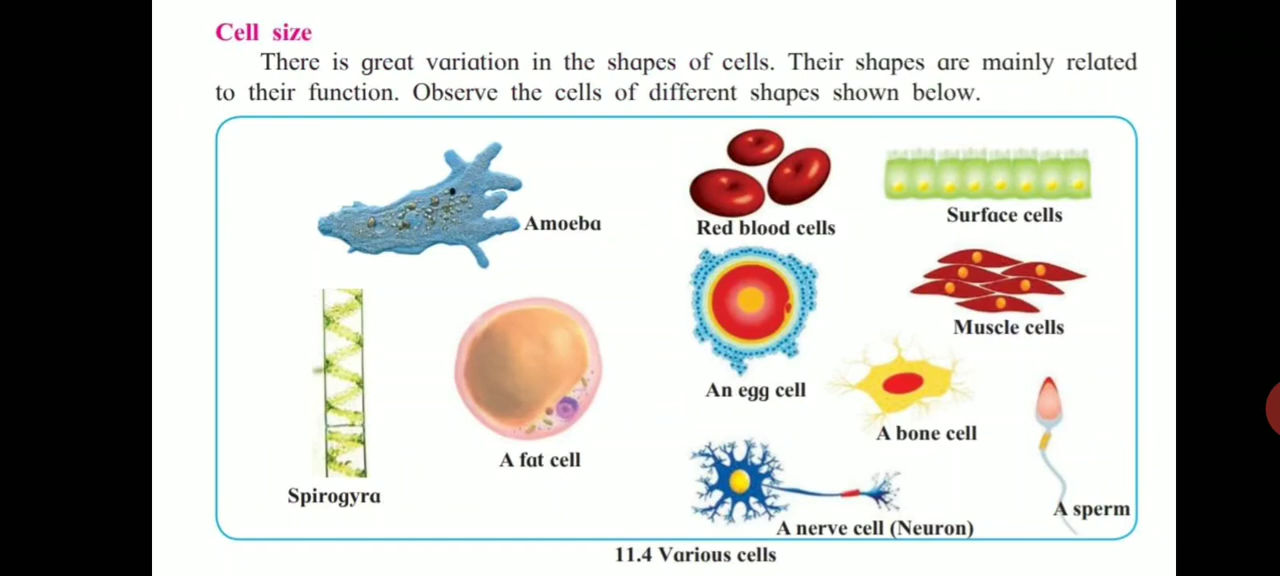 Cell size
There is great variation in the shapes of cells. Their shapes are mainly related
to their function. Observe the cells of different shapes shown below.
Amoeba
Red blood cells
Surface cells
Muscle cells
An egg cell
A bone cell
A fat cell
Spirogyra
A sperm
A nerve cell (Neuron)
11.4 Various cells